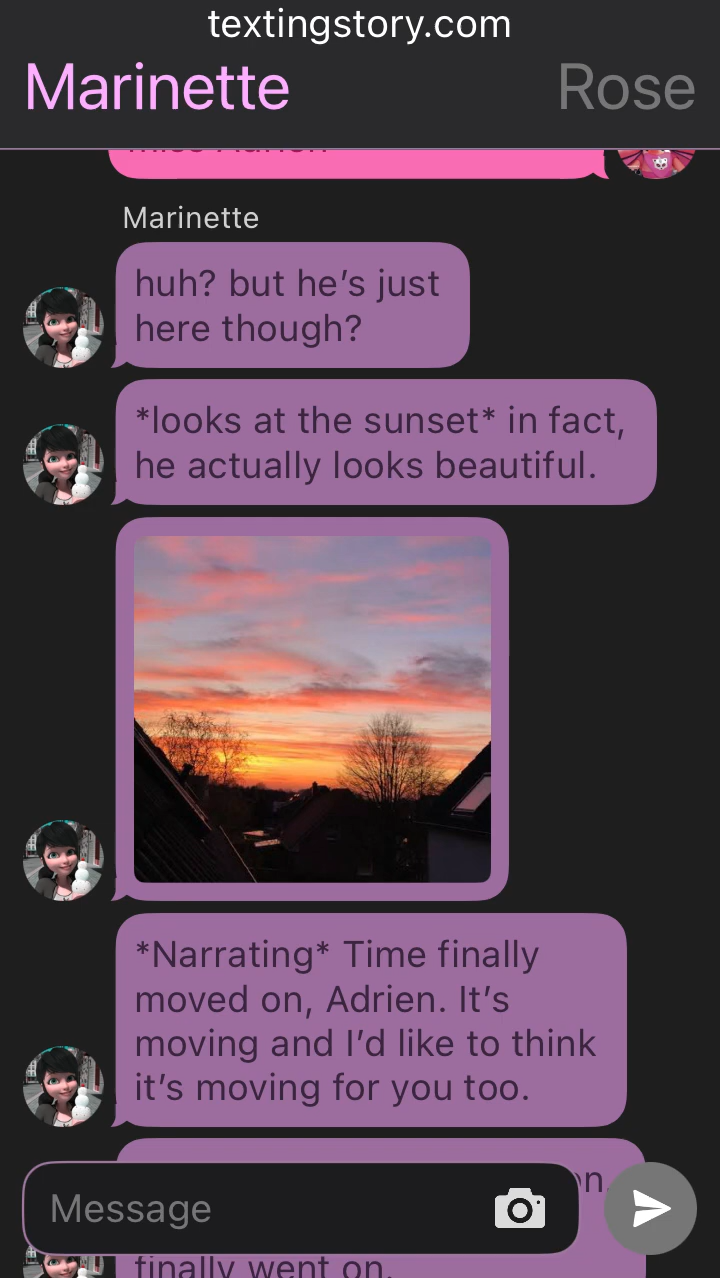 textingstory.com
Marinette
Rose
Marinette
huh? but he’s just
here though?
*looks at the sunset* in fact,
he actually looks beautiful.
*Narrating* Time finally
moved on, Adrien. It’s
moving and I’d like to think
it’s moving for you too.
Message
finally went on.